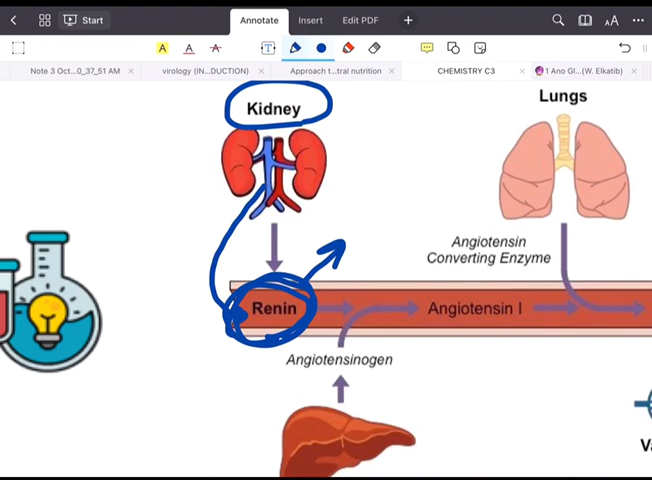 Start
Annotate
Insert
Edit PDF
Note 3 Oct...0_37_51 AM
virology (IN...DUCTION)
Approach t...tral nutrition
CHEMISTRY C3
1 Ano Gl...(W. Elkatib)
Kidney
Lungs
Angiotensin
Converting Enzyme
Renin
Angiotensin I
Angiotensinogen